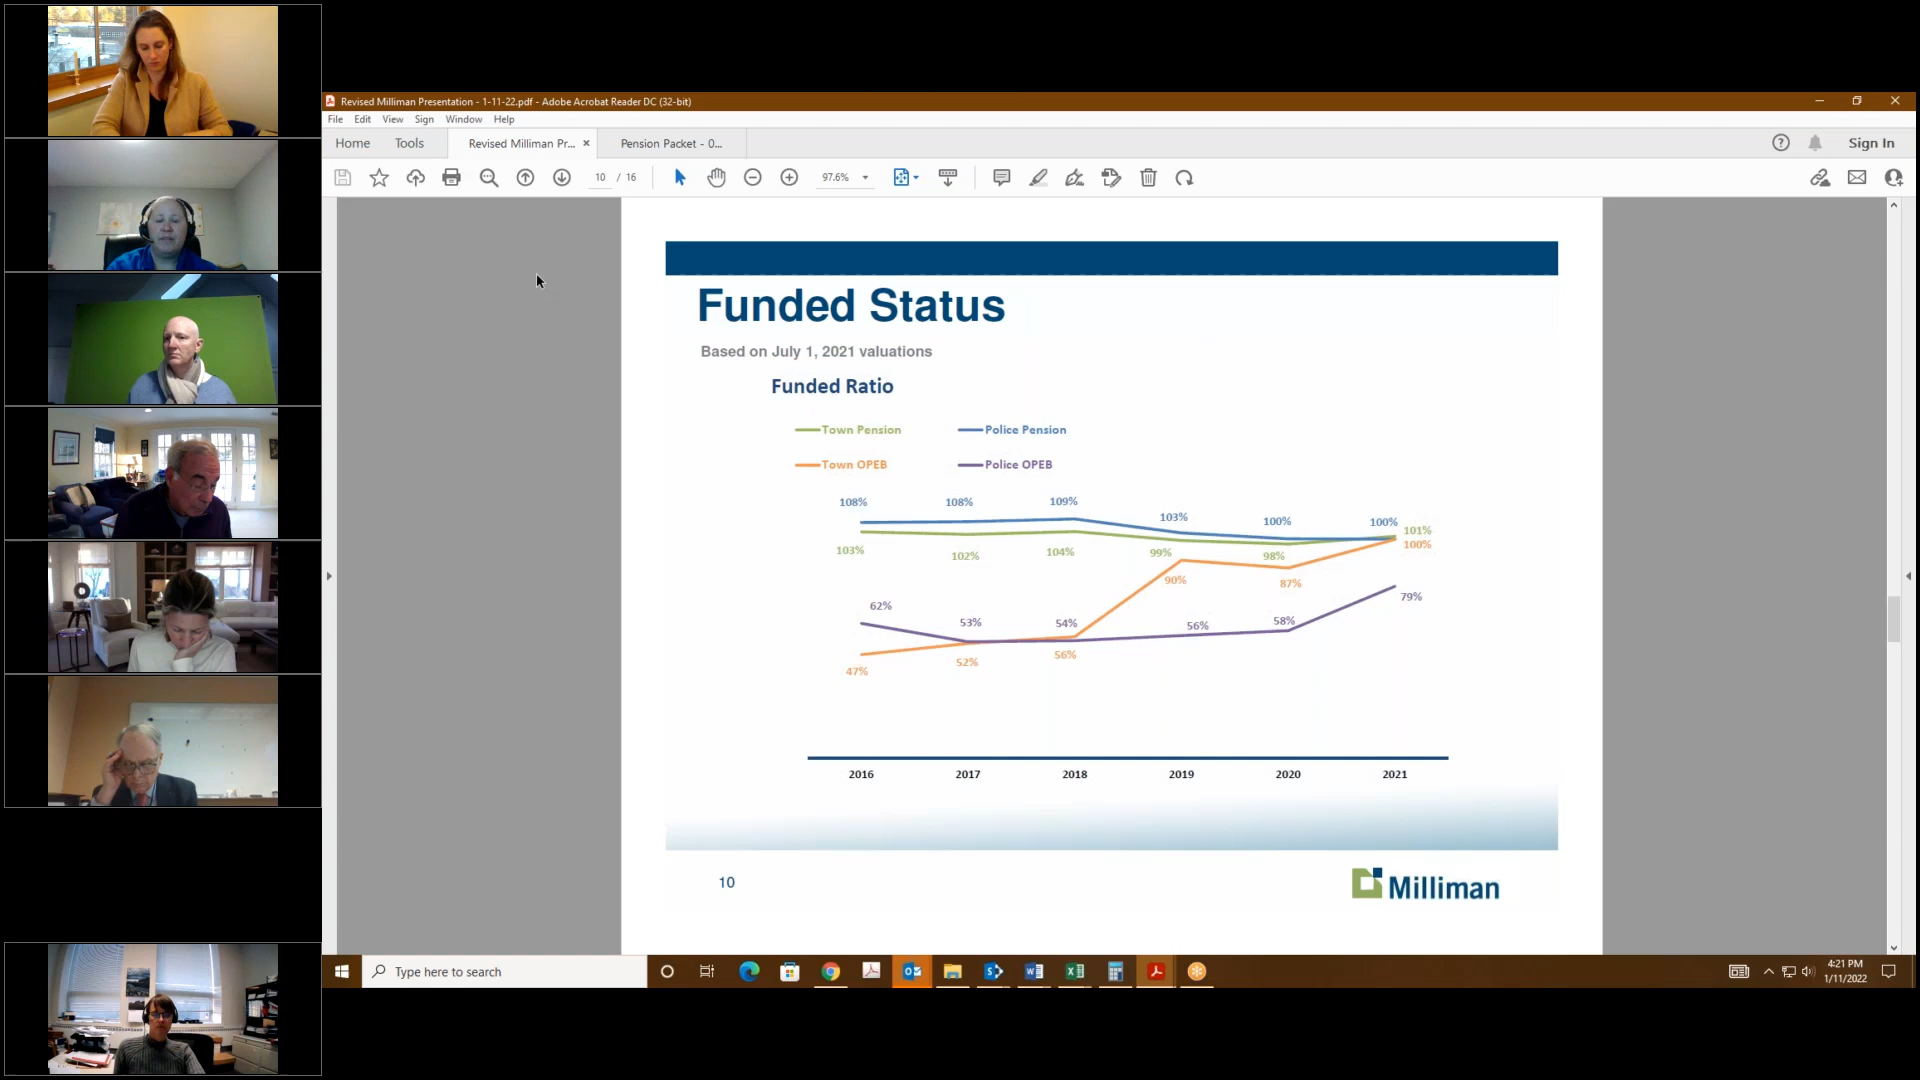 Revised Milliman Presentation - 1-11-22.pdf - Adobe Acrobat Reader DC (32-bit)
File Edit View Sign Window Help
Home Tools Revised Milliman Pr... × Pension Packet - 0... Sign In
10 / 16 97.6%
Funded Status
Based on July 1, 2021 valuations
Funded Ratio
Town Pension Police Pension
Town OPEB Police OPEB
108% 108% 109% 103% 100% 100%
103% 102% 104% 99% 98% 101%
100%
90% 87%
62% 53% 54% 56% 58% 79%
47% 52% 56%
2016 2017 2018 2019 2020 2021
10
Milliman
Type here to search
4:21 PM
1/11/2022